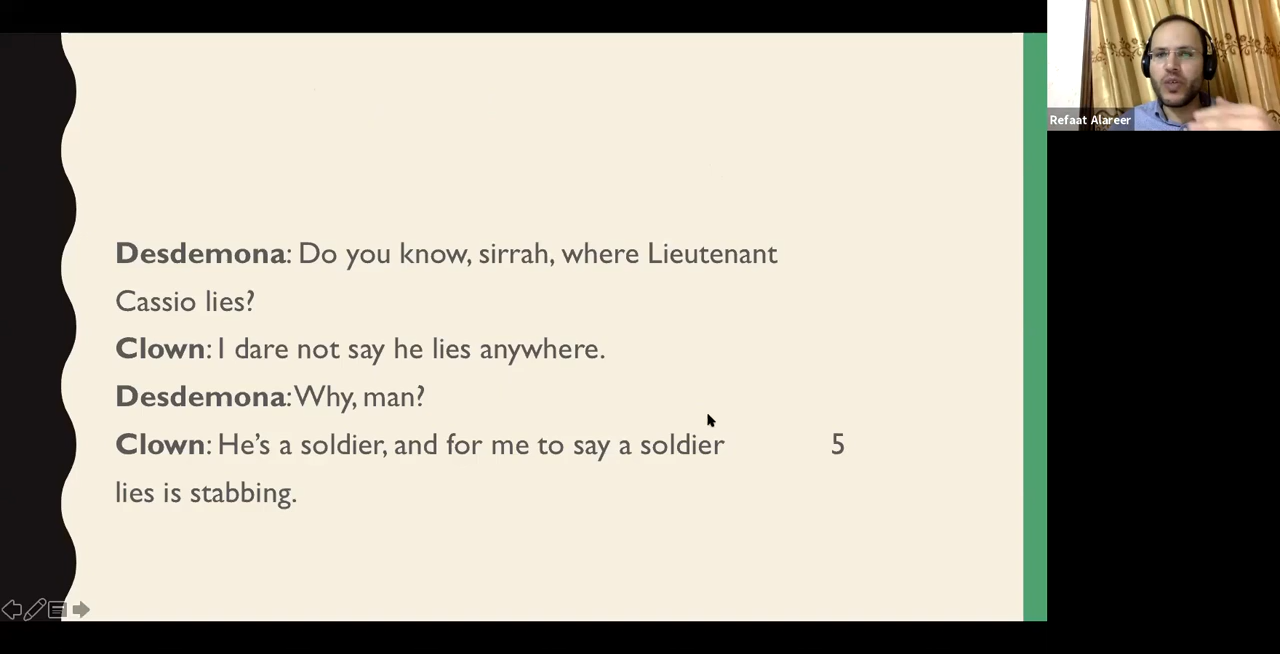 Refaat Alareer
Desdemona: Do you know, sirrah, where Lieutenant
Cassio lies?
Clown: I dare not say he lies anywhere.
Desdemona: Why, man?
Clown: He’s a soldier, and for me to say a soldier 5
lies is stabbing.